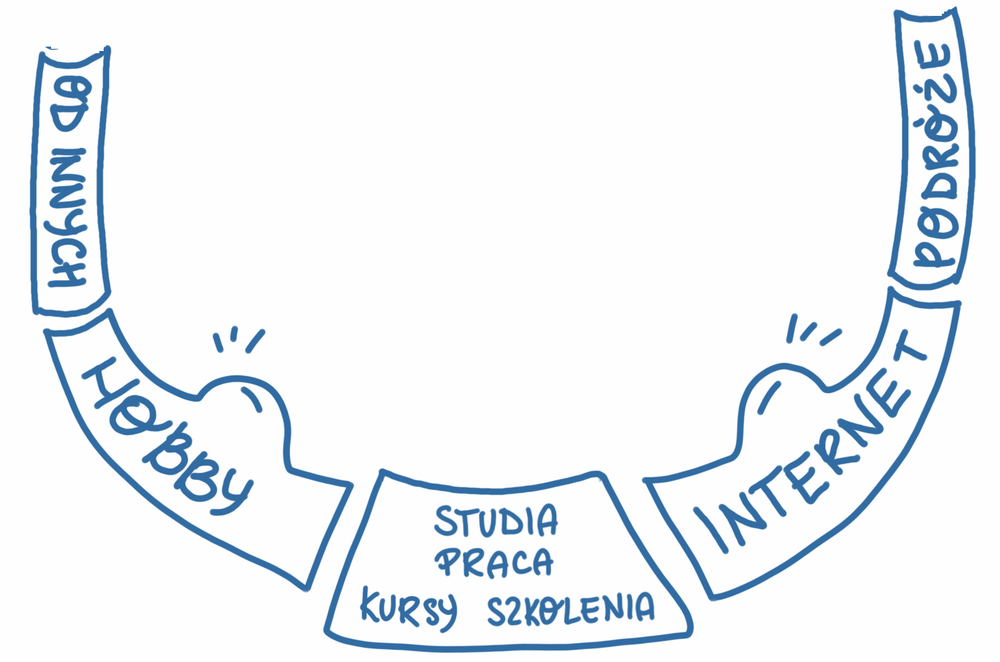 OD INNYCH
HOBBY
STUDIA
PRACA
KURSY SZKOLENIA
INTERNET
PODRÓŻE